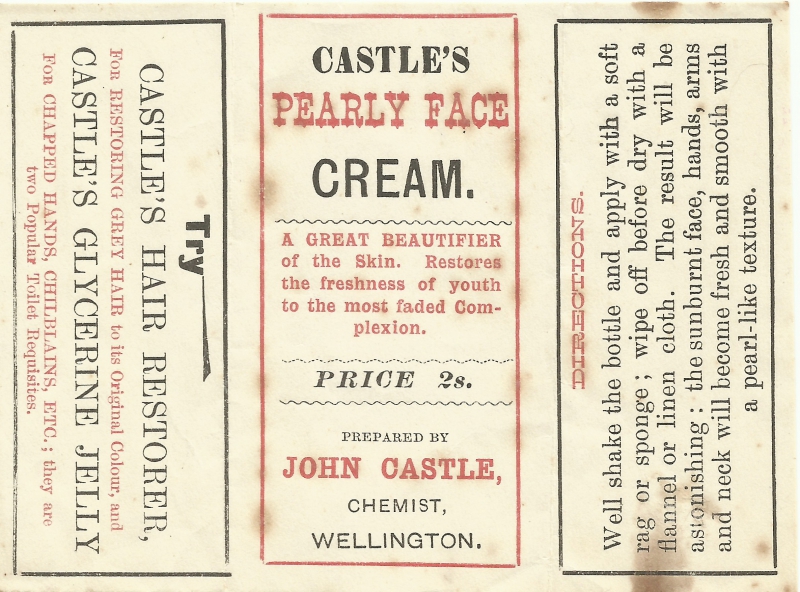 Try
CASTLE'S HAIR RESTORER,
For RESTORING GREY HAIR to its Original Colour, and
CASTLE'S GLYCERINE JELLY
For CHAPPED HANDS, CHILBLAINS, ETC.; they are
two Popular Toilet Requisites.
CASTLE'S
PEARLY FACE
CREAM.
A GREAT BEAUTIFIER
of the Skin. Restores
the freshness of youth
to the most faded Com-
plexion.
PRICE 2s.
PREPARED BY
JOHN CASTLE,
CHEMIST,
WELLINGTON.
DIRECTIONS.
Well shake the bottle and apply with a soft
rag or sponge; wipe off before dry with a
flannel or linen cloth. The result will be
astonishing: the sunburnt face, hands, arms
and neck will become fresh and smooth with
a pearl-like texture.